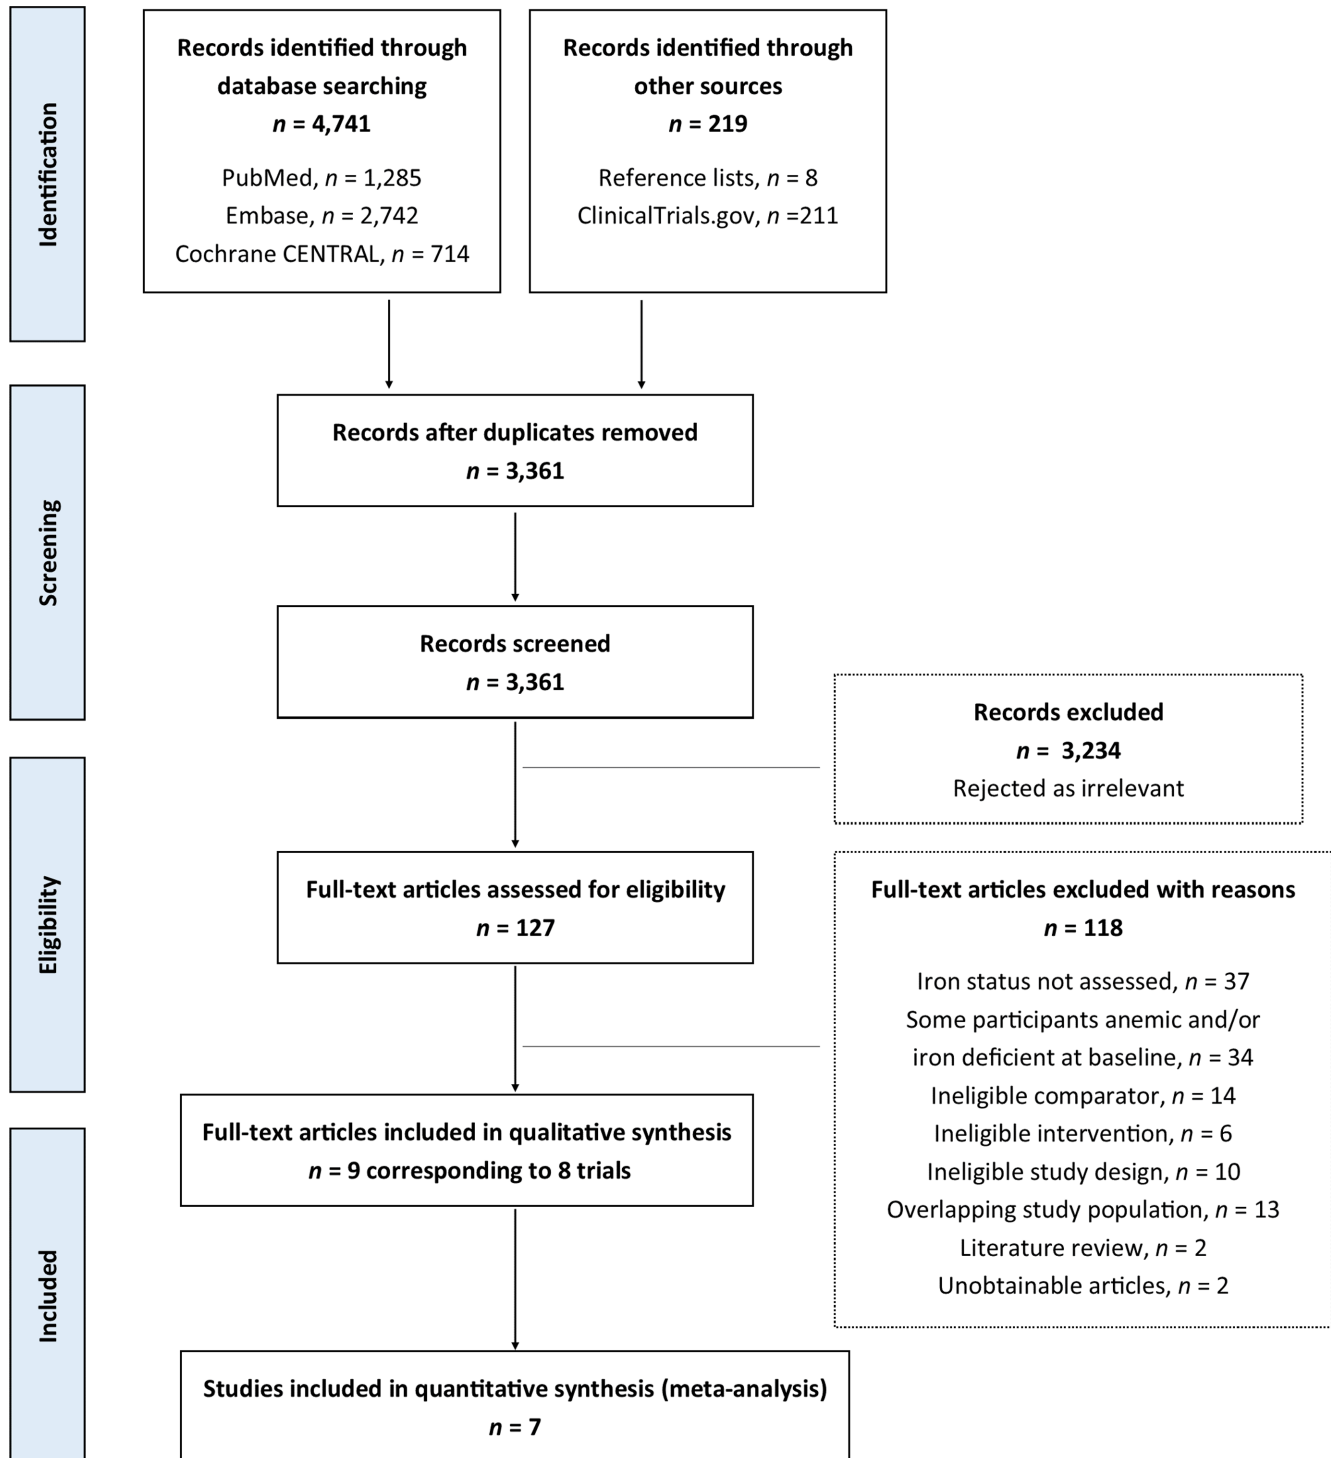 Identification
Records identified through
database searching
n = 4,741
PubMed, n = 1,285
Embase, n = 2,742
Cochrane CENTRAL, n = 714
Records identified through
other sources
n = 219
Reference lists, n = 8
ClinicalTrials.gov, n =211
Screening
Records after duplicates removed
n = 3,361
Records screened
n = 3,361
Records excluded
n =  3,234
Rejected as irrelevant
Eligibility
Full-text articles assessed for eligibility
n = 127
Full-text articles excluded with reasons
n = 118
Iron status not assessed, n = 37
Some participants anemic and/or
iron deficient at baseline, n = 34
Ineligible comparator, n = 14
Ineligible intervention, n = 6
Ineligible study design, n = 10
Overlapping study population, n = 13
Literature review, n = 2
Unobtainable articles, n = 2
Included
Full-text articles included in qualitative synthesis
n = 9 corresponding to 8 trials
Studies included in quantitative synthesis (meta-analysis)
n = 7